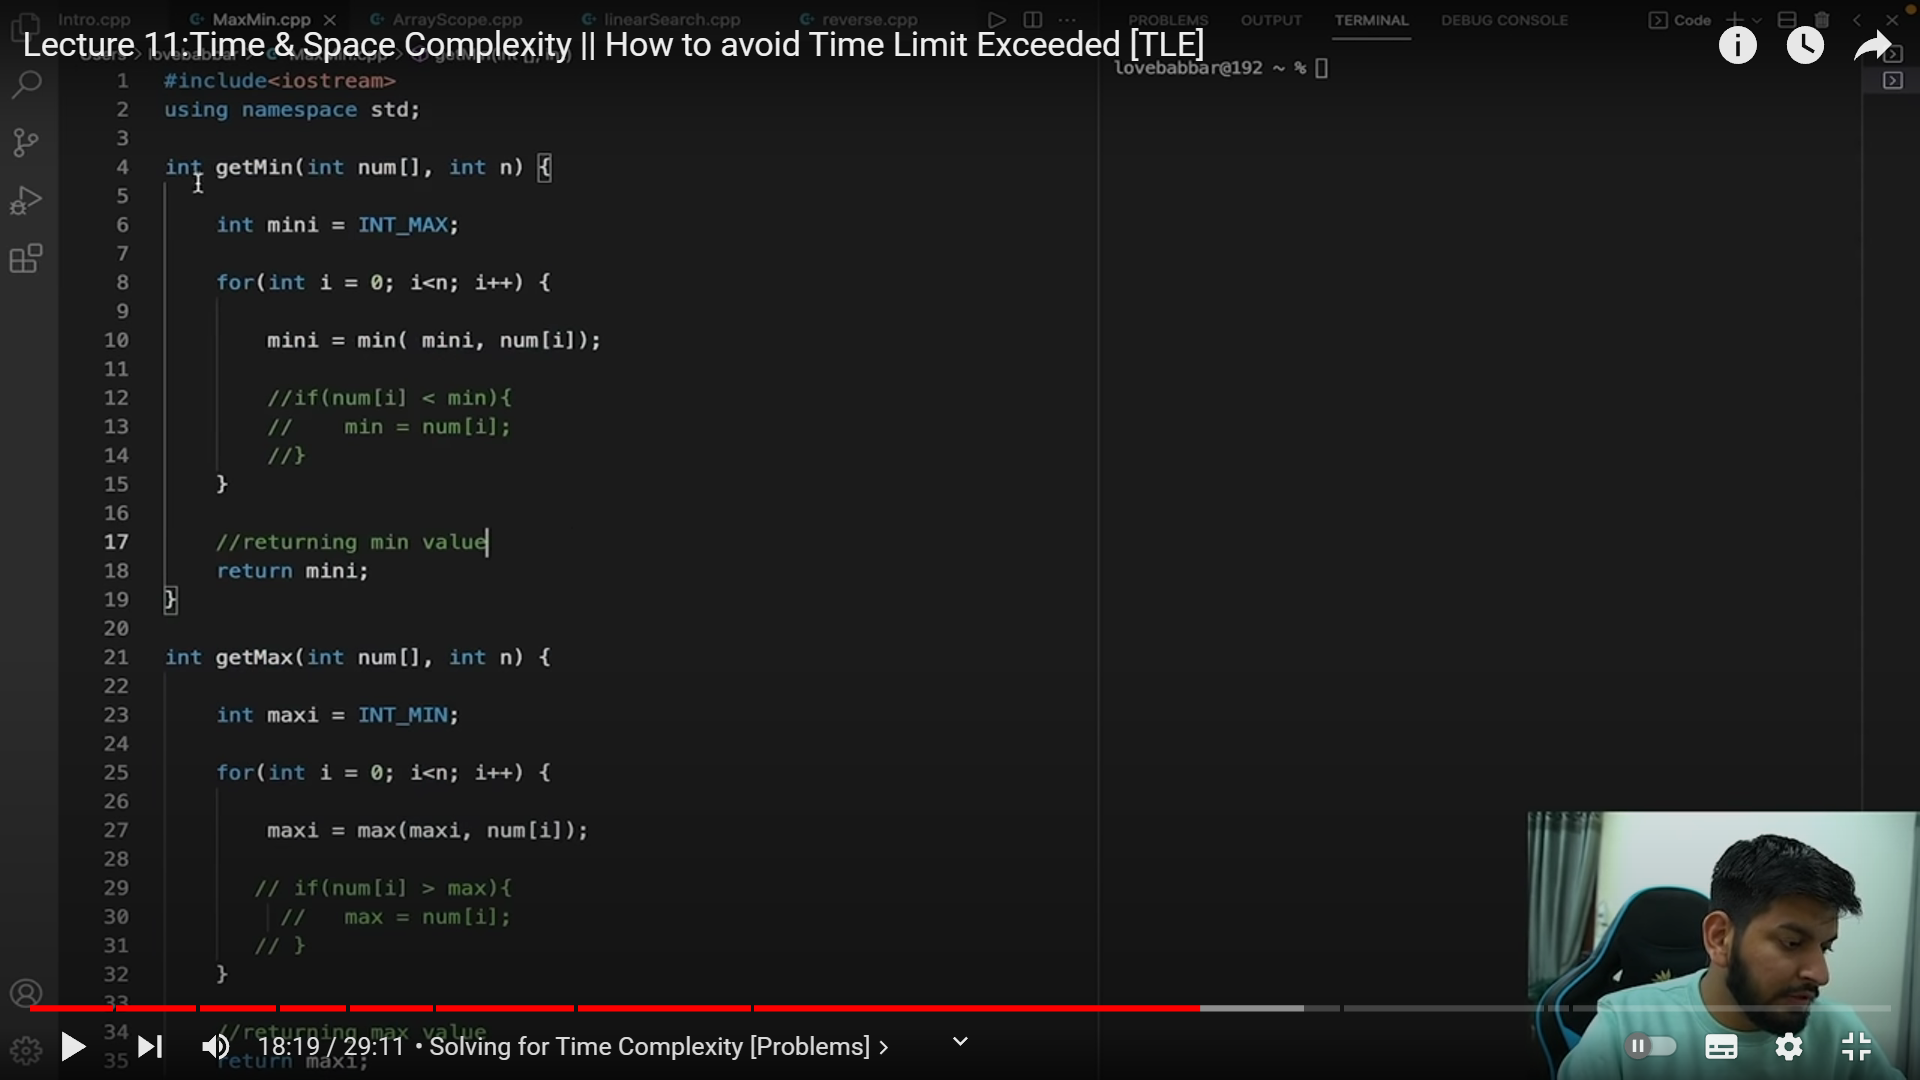 Intro.cpp MaxMin.cpp ArrayScope.cpp linearSearch.cpp reverse.cpp PROBLEMS OUTPUT TERMINAL DEBUG CONSOLE Code
Lecture 11:Time & Space Complexity || How to avoid Time Limit Exceeded [TLE]
lovebabbar@192 ~ %
1 #include<iostream>
2 using namespace std;
3
4 int getMin(int num[], int n) {
5
6 int mini = INT_MAX;
7
8 for(int i = 0; i<n; i++) {
9
10 mini = min( mini, num[i]);
11
12 //if(num[i] < min){
13 // min = num[i];
14 //}
15 }
16
17 //returning min value
18 return mini;
19 }
20
21 int getMax(int num[], int n) {
22
23 int maxi = INT_MIN;
24
25 for(int i = 0; i<n; i++) {
26
27 maxi = max(maxi, num[i]);
28
29 // if(num[i] > max){
30 // max = num[i];
31 // }
32 }
33
34 //returning max value
35 return maxi;
18:19 / 29:11 • Solving for Time Complexity [Problems] >